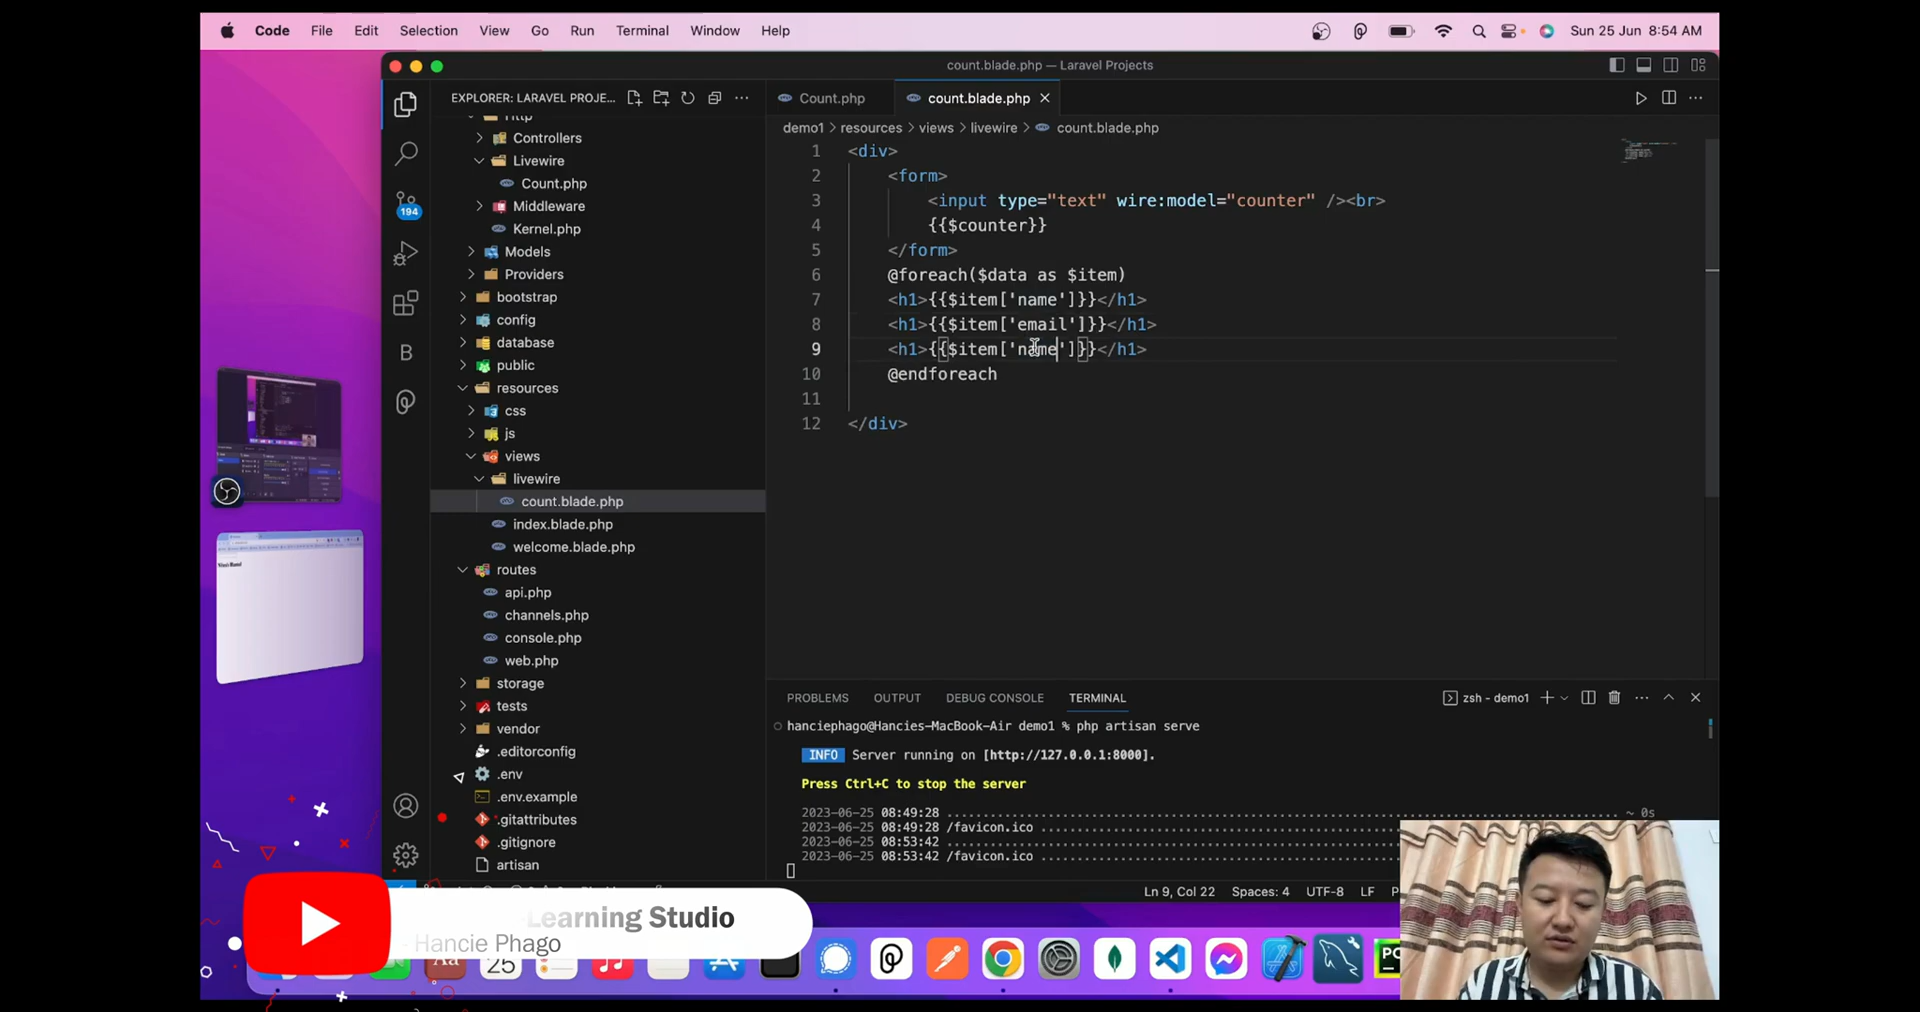 Code File Edit Selection View Go Run Terminal Window Help
Sun 25 Jun 8:54 AM
count.blade.php — Laravel Projects
EXPLORER: LARAVEL PROJE...
Count.php
count.blade.php
demo1 > resources > views > livewire > count.blade.php
Http
Controllers
Livewire
Count.php
Middleware
Kernel.php
Models
Providers
bootstrap
config
database
public
resources
css
js
views
livewire
count.blade.php
index.blade.php
welcome.blade.php
routes
api.php
channels.php
console.php
web.php
storage
tests
vendor
.editorconfig
.env
.env.example
.gitattributes
.gitignore
artisan
194
B
1 <div>
2 <form>
3 <input type="text" wire:model="counter" /><br>
4 {{$counter}}
5 </form>
6 @foreach($data as $item)
7 <h1>{{$item['name']}}</h1>
8 <h1>{{$item['email']}}</h1>
9 <h1>{{$item['name']}}</h1>
10 @endforeach
11
12 </div>
PROBLEMS OUTPUT DEBUG CONSOLE TERMINAL
zsh - demo1
hanciephago@Hancies-MacBook-Air demo1 % php artisan serve
INFO Server running on [http://127.0.0.1:8000].
Press Ctrl+C to stop the server
2023-06-25 08:49:28 ........................................ ~ 0s
2023-06-25 08:49:28 /favicon.ico ........................................
2023-06-25 08:53:42 ........................................
2023-06-25 08:53:42 /favicon.ico ........................................
Ln 9, Col 22 Spaces: 4 UTF-8 LF P
Learning Studio
Hancie Phago
Aa
25
PC